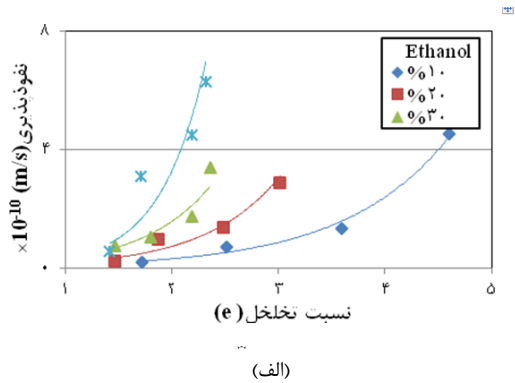 ۸
۴
۰
نفوذپذیری(m/s) ×10⁻¹⁰
Ethanol
%۱۰
%۲۰
%۳۰
۱ ۲ ۳ ۴ ۵
نسبت تخلخل(e)
(الف)